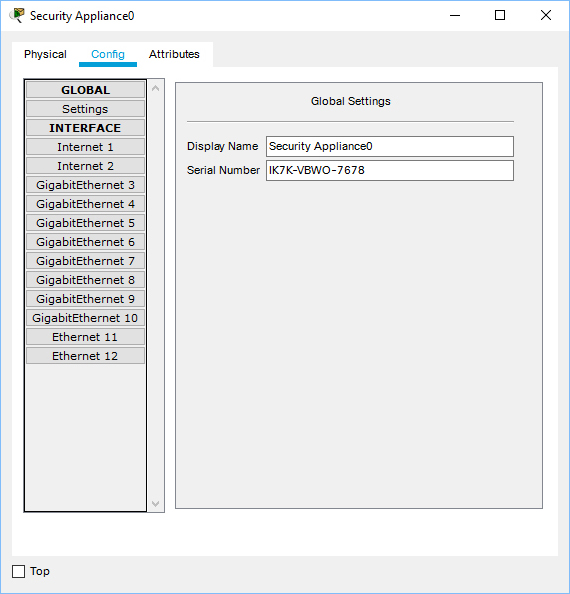 Security Appliance0
Physical Config Attributes
GLOBAL
Settings
INTERFACE
Internet 1
Internet 2
GigabitEthernet 3
GigabitEthernet 4
GigabitEthernet 5
GigabitEthernet 6
GigabitEthernet 7
GigabitEthernet 8
GigabitEthernet 9
GigabitEthernet 10
Ethernet 11
Ethernet 12
Global Settings
Display Name Security Appliance0
Serial Number IK7K-VBWO-7678
Top